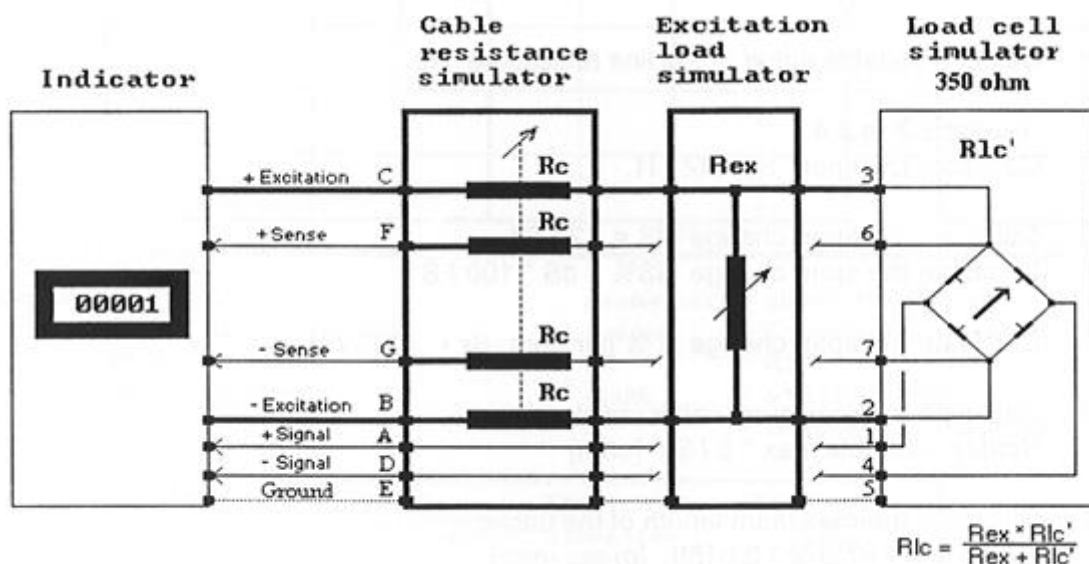 Indicator
Cable
resistance
simulator
Excitation
load
simulator
Load cell
simulator
350 ohm
Rlc'
Rex
+ Excitation C Rc 3
+ Sense F Rc 6
00001
- Sense G Rc 7
- Excitation B Rc 2
+ Signal A 1
- Signal D 4
Ground E 5
Rlc = Rex * Rlc'
Rex + Rlc'